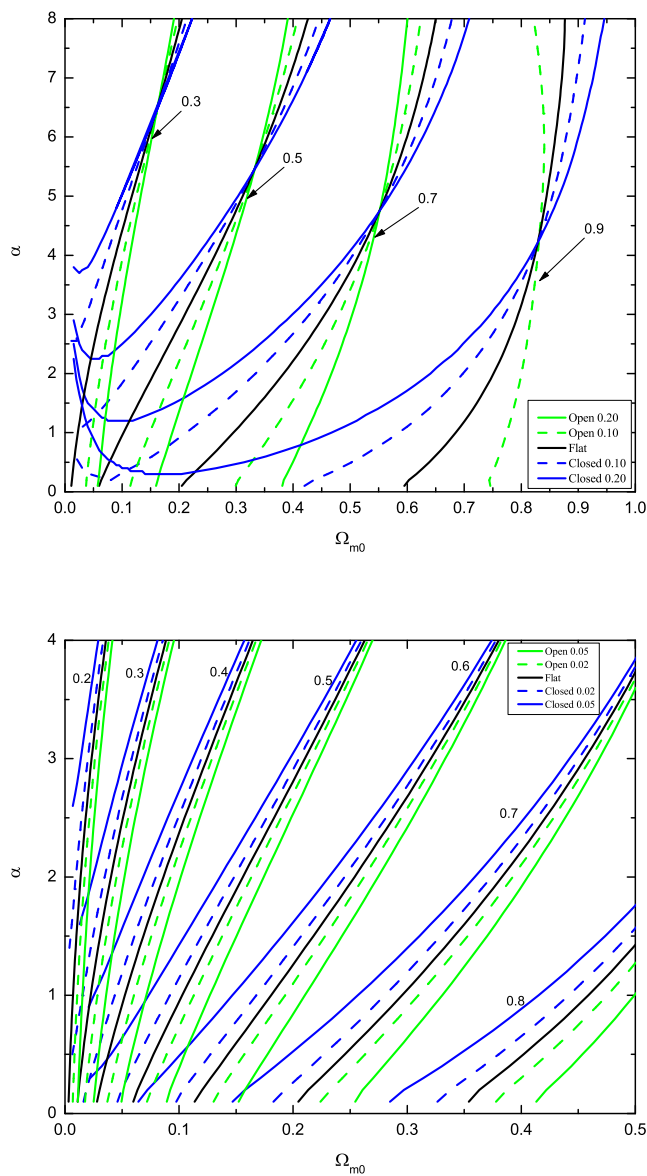 8
7
6
5
4
3
2
1
0
α
0.3
0.5
0.7
0.9
Open 0.20
Open 0.10
Flat
Closed 0.10
Closed 0.20
0.0 0.1 0.2 0.3 0.4 0.5 0.6 0.7 0.8 0.9 1.0
Ωm0
4
3
2
1
0
α
0.2
0.3
0.4
0.5
0.6
0.7
0.8
Open 0.05
Open 0.02
Flat
Closed 0.02
Closed 0.05
0.0 0.1 0.2 0.3 0.4 0.5
Ωm0